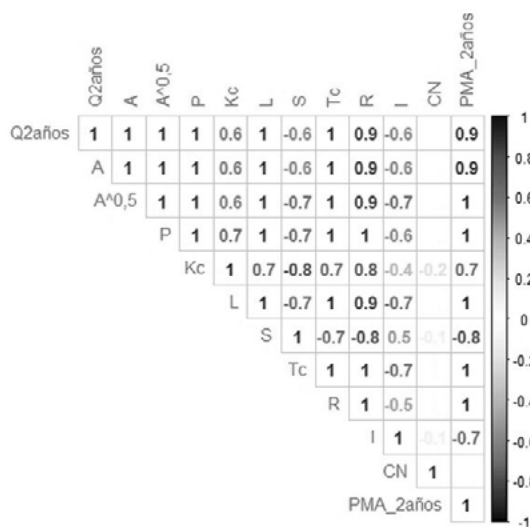 Q2años A A^0,5 P Kc L S Tc R I CN PMA_2años
Q2años 1 1 1 1 0.6 1 -0.6 1 0.9 -0.6 0.9
A 1 1 1 0.6 1 -0.6 1 0.9 -0.6 0.9
A^0,5 1 1 0.6 1 -0.7 1 0.9 -0.7 1
P 1 0.7 1 -0.7 1 1 -0.6 1
Kc 1 0.7 -0.8 0.7 0.8 -0.4 -0.2 0.7
L 1 -0.7 1 0.9 -0.7 1
S 1 -0.7 -0.8 0.5 -0.1 -0.8
Tc 1 1 -0.7 1
R 1 -0.5 1
I 1 -0.1 -0.7
CN 1
PMA_2años 1
1
0.8
0.6
0.4
0.2
0
-0.2
-0.4
-0.6
-0.8
-1